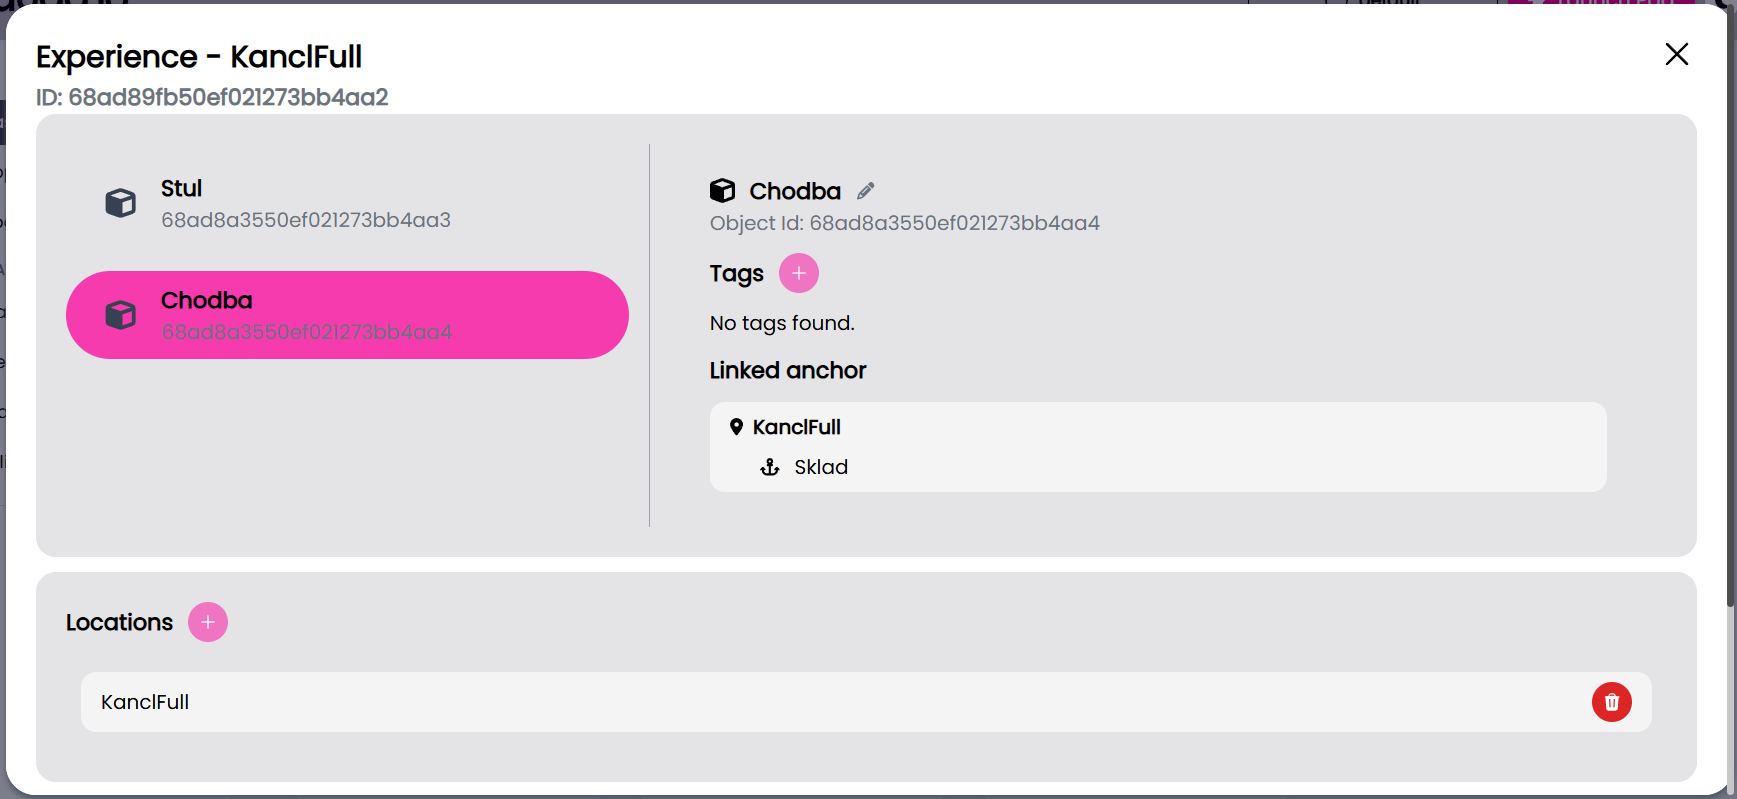 Experience - KanclFull
ID: 68ad89fb50ef021273bb4aa2
Stul
68ad8a3550ef021273bb4aa3
Chodba
68ad8a3550ef021273bb4aa4
Chodba
Object Id: 68ad8a3550ef021273bb4aa4
Tags
No tags found.
Linked anchor
KanclFull
Sklad
Locations
KanclFull